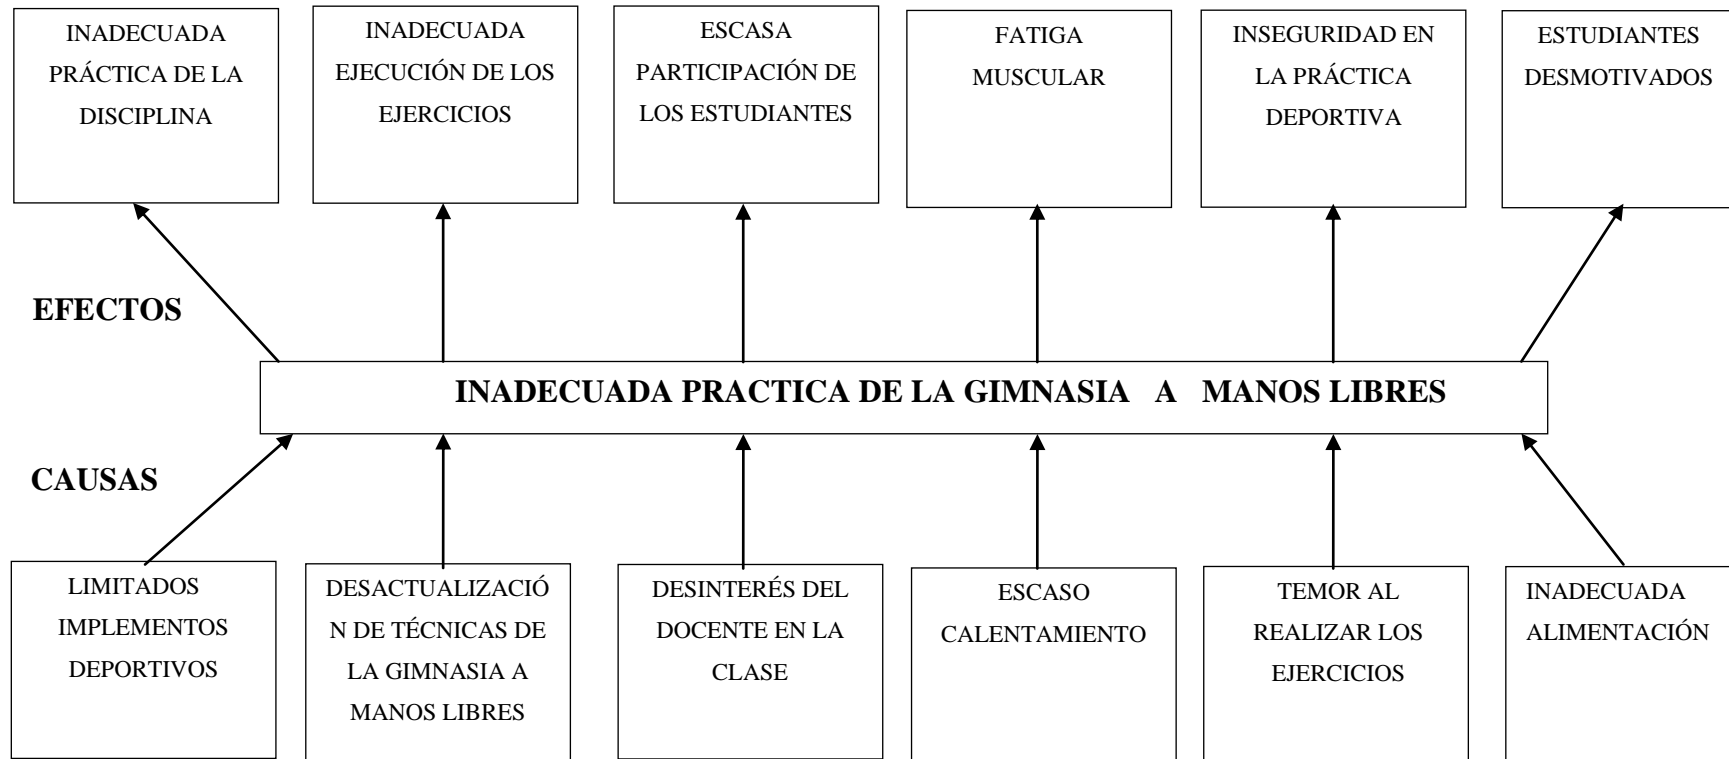 INADECUADA
PRÁCTICA DE LA
DISCIPLINA
INADECUADA
EJECUCIÓN DE LOS
EJERCICIOS
ESCASA
PARTICIPACIÓN DE
LOS ESTUDIANTES
FATIGA
MUSCULAR
INSEGURIDAD EN
LA PRÁCTICA
DEPORTIVA
ESTUDIANTES
DESMOTIVADOS
EFECTOS
INADECUADA PRACTICA DE LA GIMNASIA A MANOS LIBRES
CAUSAS
LIMITADOS
IMPLEMENTOS
DEPORTIVOS
DESACTUALIZACIÓ
N DE TÉCNICAS DE
LA GIMNASIA A
MANOS LIBRES
DESINTERÉS DEL
DOCENTE EN LA
CLASE
ESCASO
CALENTAMIENTO
TEMOR AL
REALIZAR LOS
EJERCICIOS
INADECUADA
ALIMENTACIÓN